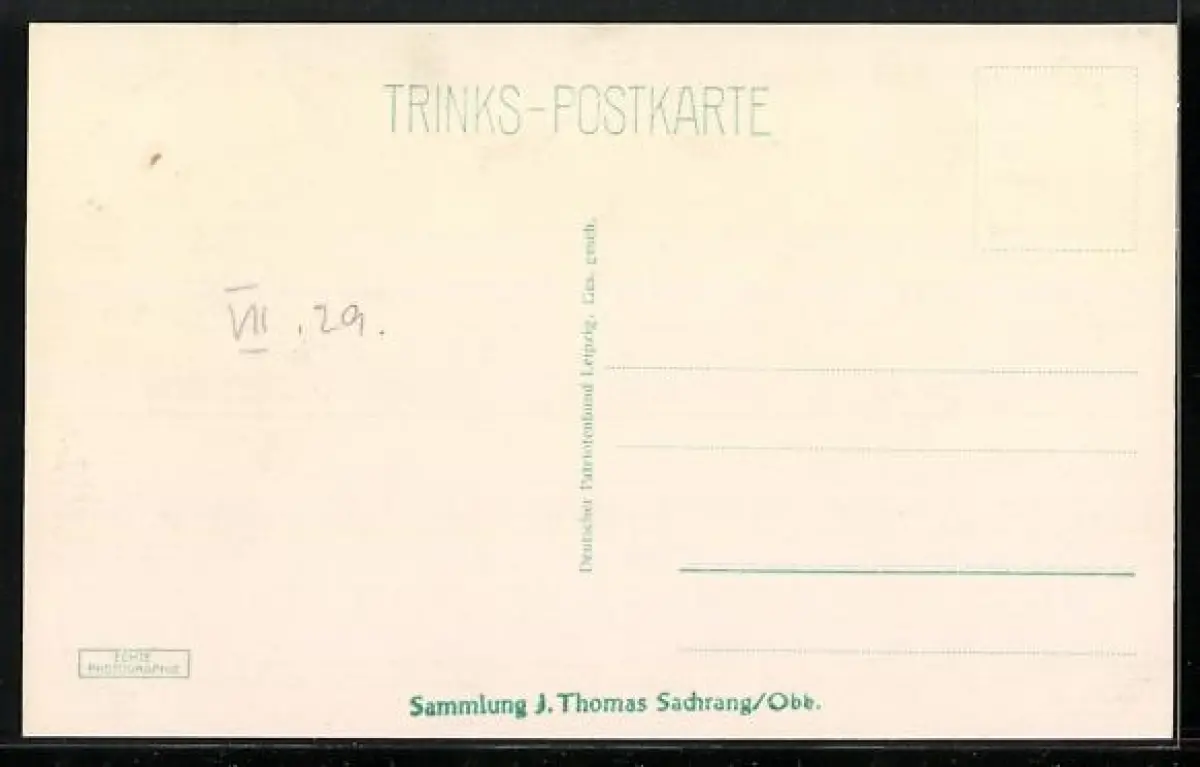 TRINKS-POSTKARTE
VII . 29.
Deutscher Patriotenbund Leipzig. Ges. gesch.
ECHTE
PHOTOGRAPHIE
Sammlung J. Thomas Sachrang/Obb.